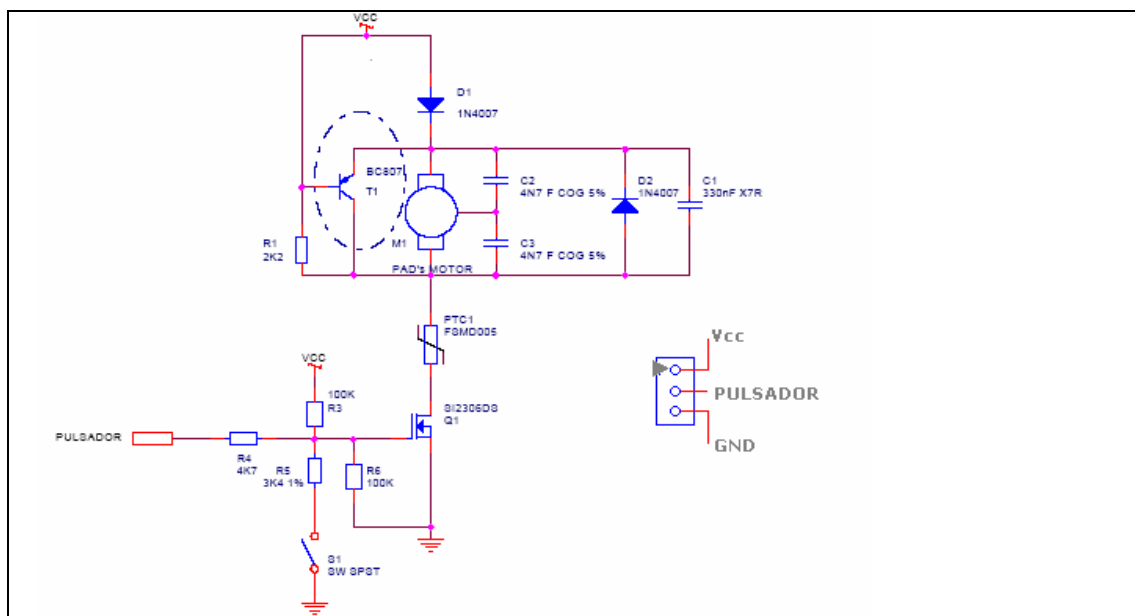 VCC
D1
1N4007
BC807
T1
C2
4N7 F COG 5%
D2
1N4007
C1
330nF X7R
R1
2K2
M1
C3
4N7 F COG 5%
PAD's MOTOR
PTC1
FSMD005
VCC
Vcc
100K
R3
SI2306DS
Q1
PULSADOR
PULSADOR
R4
4K7
R5
3K4 1%
R6
100K
GND
S1
SW SPST